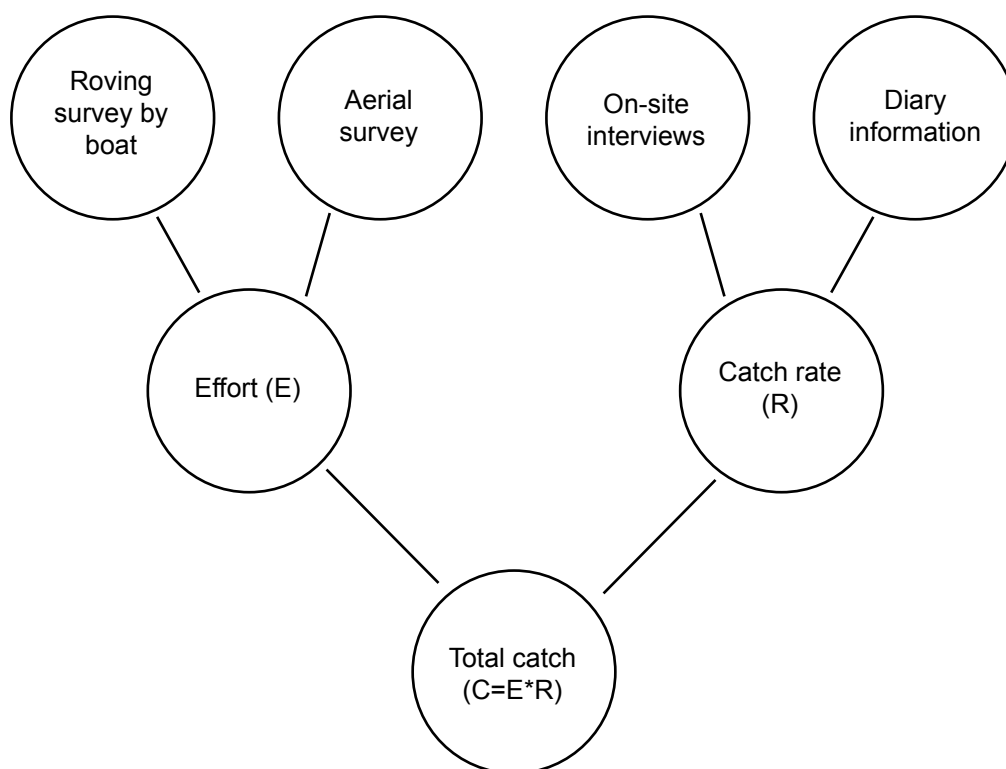 Roving
survey by
boat
Aerial
survey
On-site
interviews
Diary
information
Effort (E)
Catch rate
(R)
Total catch
(C=E*R)